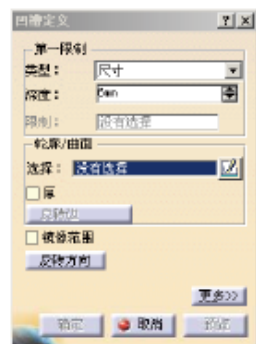 凹槽定义
第一限制
类型： 尺寸
深度： 6mm
限制： 没有选择
轮廓/曲面
选择： 没有选择
厚
反转边
镜像范围
反转方向
更多>>
确定 取消 预览